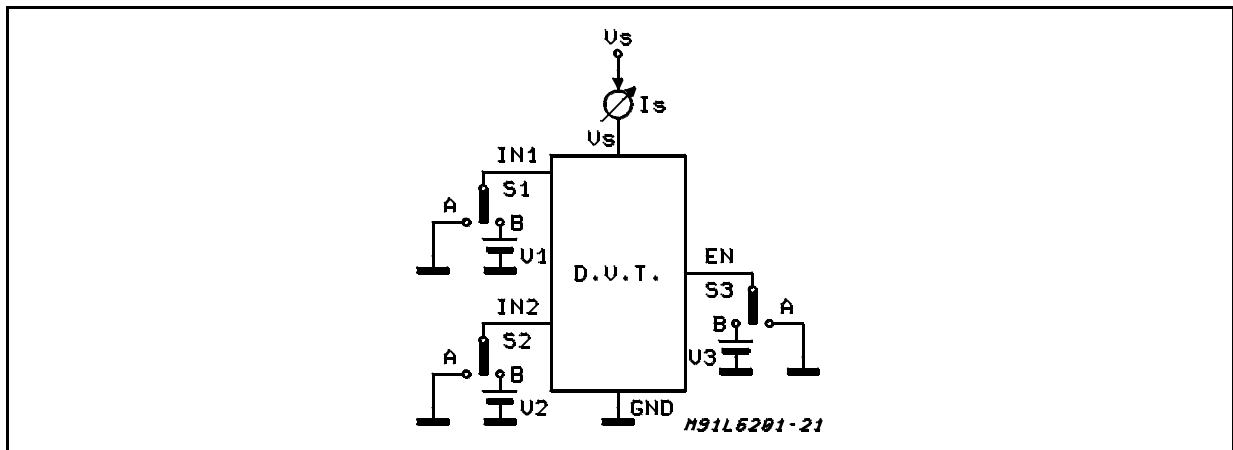 Vs
Is
Vs
IN1
S1
A
B
V1
D.V.T.
EN
S3
A
B
V3
IN2
S2
A
B
V2
GND
M91L6201-21